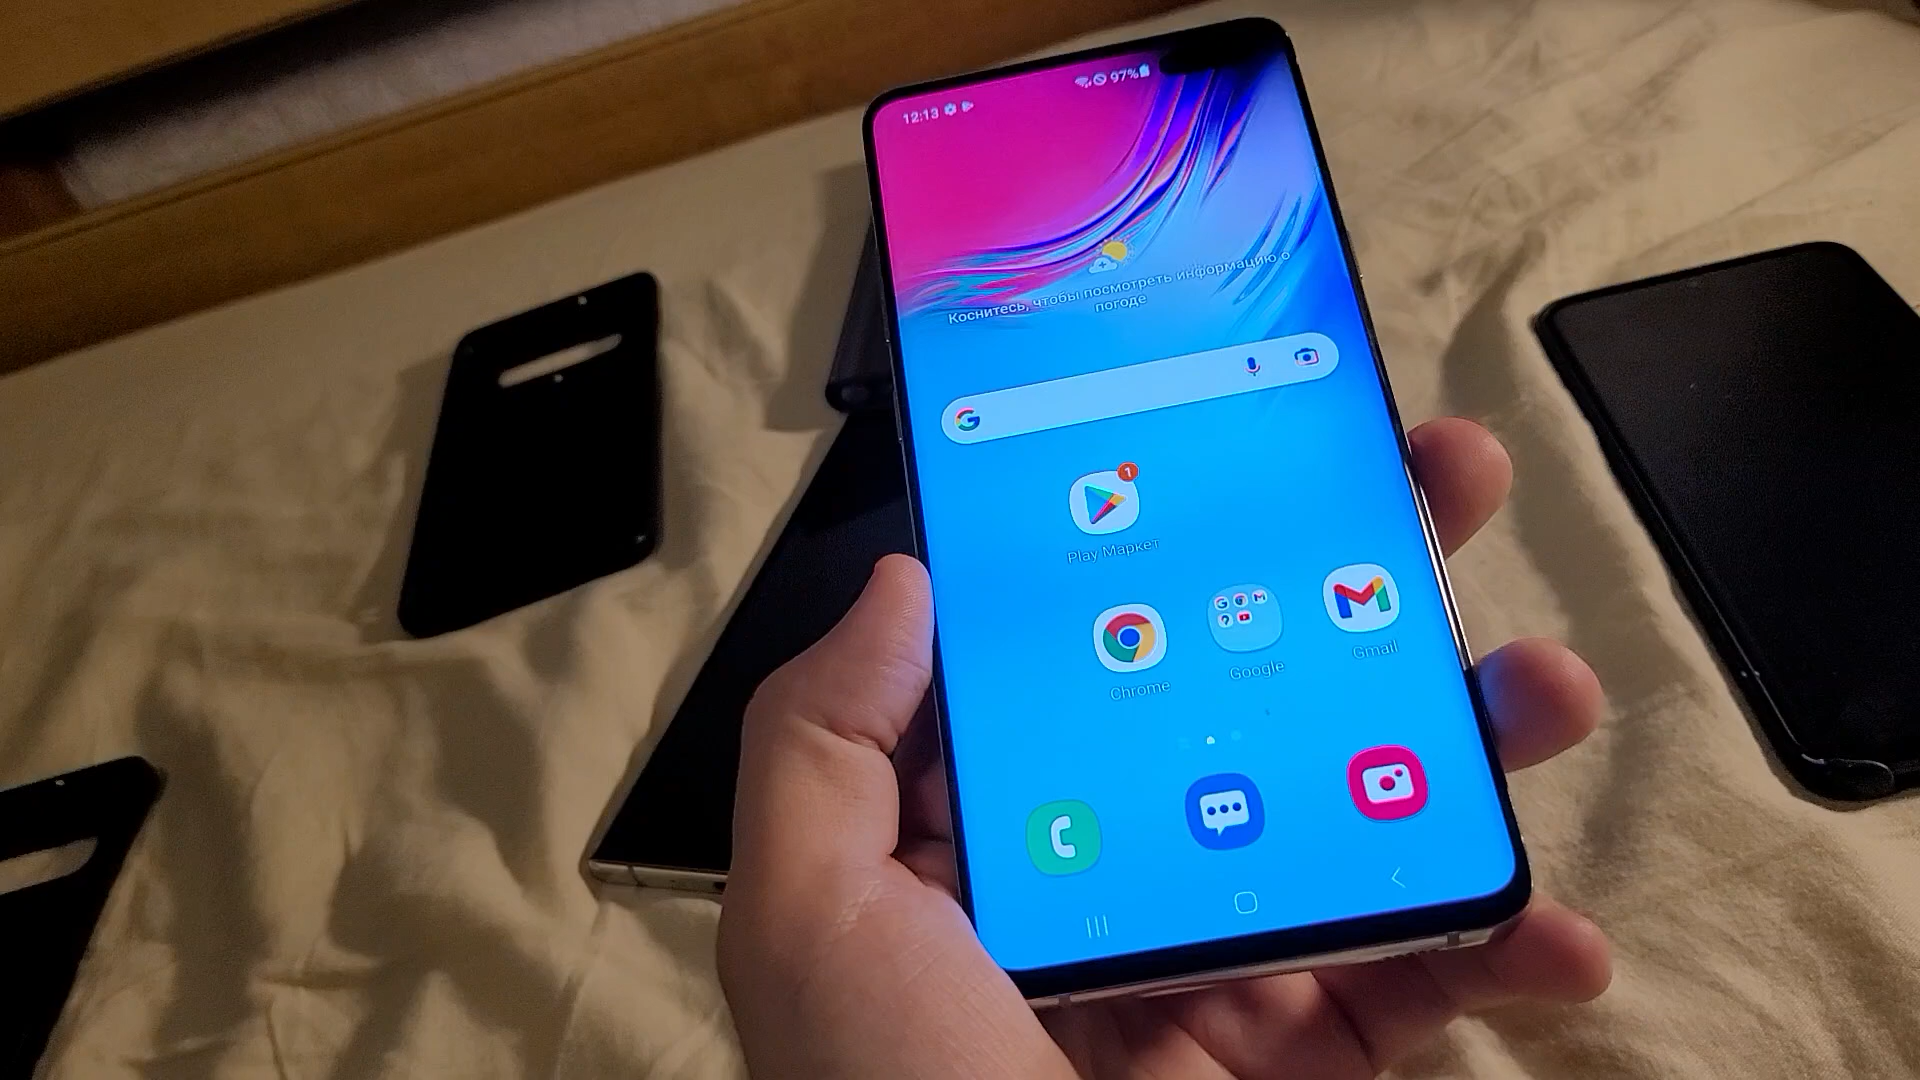 12:13
97%
Коснитесь, чтобы посмотреть информацию о
погоде
1
Play Маркет
Chrome
Google
Gmail